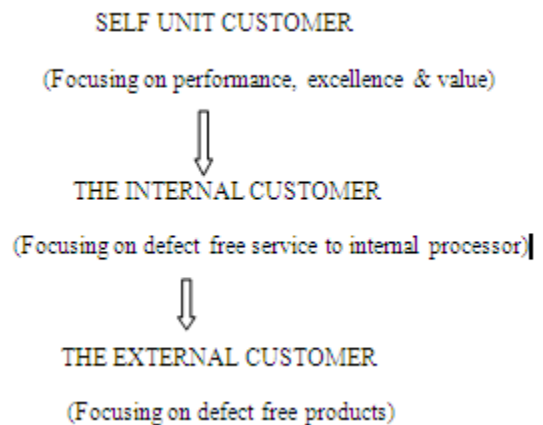 SELF UNIT CUSTOMER
(Focusing on performance, excellence & value)
THE INTERNAL CUSTOMER
(Focusing on defect free service to internal processor)
THE EXTERNAL CUSTOMER
(Focusing on defect free products)